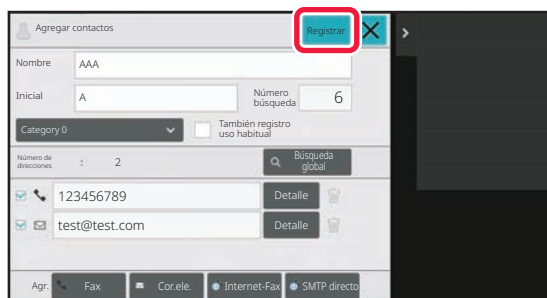 Agregar contactos
Registrar
Nombre
AAA
Inicial
A
Número
búsqueda
6
Category 0
También registro
uso habitual
Número de
direcciones
:
2
Búsqueda
global
123456789
Detalle
test@test.com
Detalle
Agr.
Fax
Cor.ele.
Internet-Fax
SMTP directo